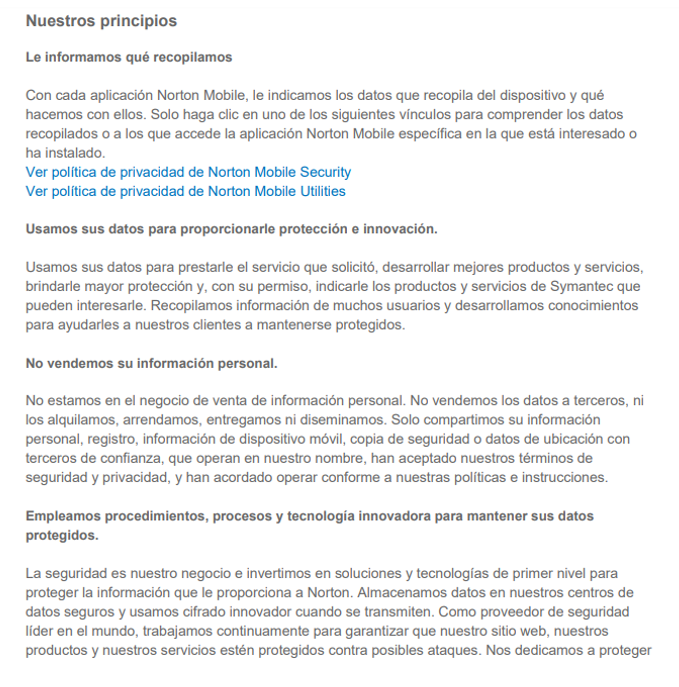 Nuestros principios
Le informamos qué recopilamos
Con cada aplicación Norton Mobile, le indicamos los datos que recopila del dispositivo y qué
hacemos con ellos. Solo haga clic en uno de los siguientes vínculos para comprender los datos
recopilados o a los que accede la aplicación Norton Mobile específica en la que está interesado o
ha instalado.
Ver política de privacidad de Norton Mobile Security
Ver política de privacidad de Norton Mobile Utilities
Usamos sus datos para proporcionarle protección e innovación.
Usamos sus datos para prestarle el servicio que solicitó, desarrollar mejores productos y servicios,
brindarle mayor protección y, con su permiso, indicarle los productos y servicios de Symantec que
pueden interesarle. Recopilamos información de muchos usuarios y desarrollamos conocimientos
para ayudarles a nuestros clientes a mantenerse protegidos.
No vendemos su información personal.
No estamos en el negocio de venta de información personal. No vendemos los datos a terceros, ni
los alquilamos, arrendamos, entregamos ni diseminamos. Solo compartimos su información
personal, registro, información de dispositivo móvil, copia de seguridad o datos de ubicación con
terceros de confianza, que operan en nuestro nombre, han aceptado nuestros términos de
seguridad y privacidad, y han acordado operar conforme a nuestras políticas e instrucciones.
Empleamos procedimientos, procesos y tecnología innovadora para mantener sus datos
protegidos.
La seguridad es nuestro negocio e invertimos en soluciones y tecnologías de primer nivel para
proteger la información que le proporciona a Norton. Almacenamos datos en nuestros centros de
datos seguros y usamos cifrado innovador cuando se transmiten. Como proveedor de seguridad
líder en el mundo, trabajamos continuamente para garantizar que nuestro sitio web, nuestros
productos y nuestros servicios estén protegidos contra posibles ataques. Nos dedicamos a proteger